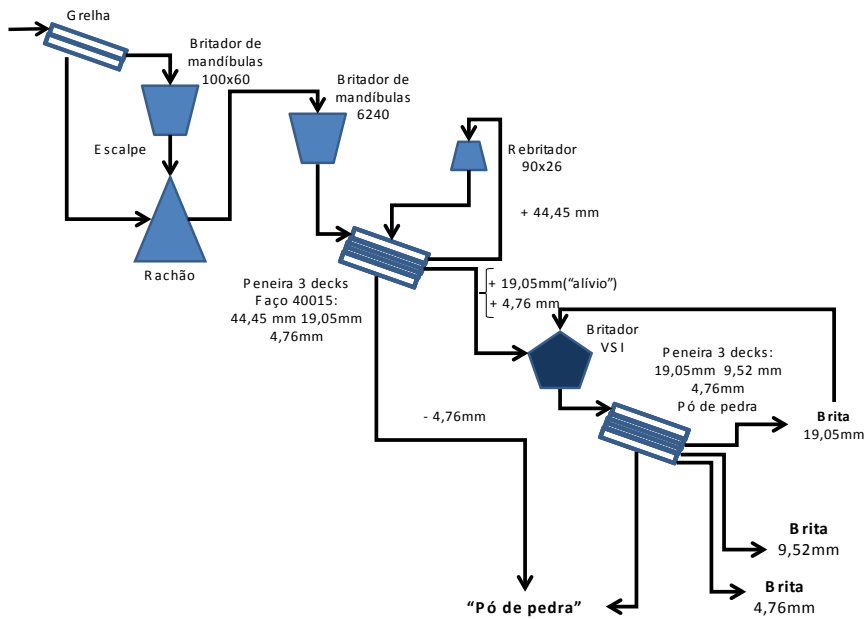 Grelha
Britador de
mandíbulas
100x60
Escalpe
Rachão
Britador de
mandíbulas
6240
Rebritador
90x26
+ 44,45 mm
Peneira 3 decks
Faço 40015:
44,45 mm 19,05mm
4,76mm
+ 19,05mm("alívio")
+ 4,76 mm
Britador
VSI
Peneira 3 decks:
19,05mm 9,52 mm
4,76mm
Pó de pedra
Brita
19,05mm
- 4,76mm
Brita
9,52mm
Brita
4,76mm
"Pó de pedra"